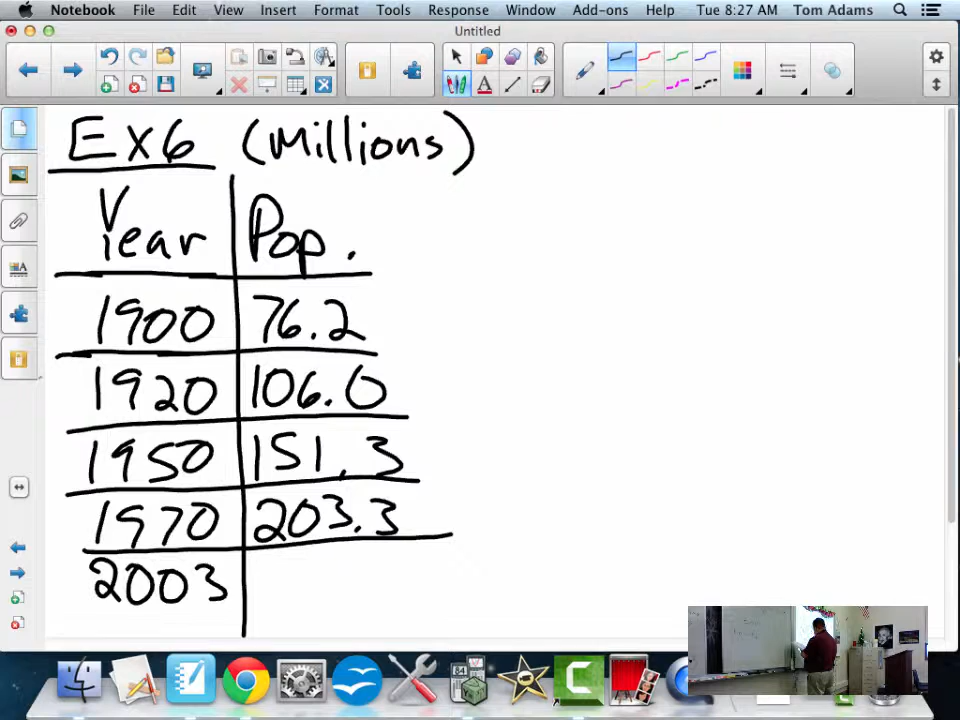 Notebook File Edit View Insert Format Tools Response Window Add-ons Help Tue 8:27 AM Tom Adams
Untitled
Ex6 (Millions)
Year Pop.
1900 76.2
1920 106.0
1950 151.3
1970 203.3
2003